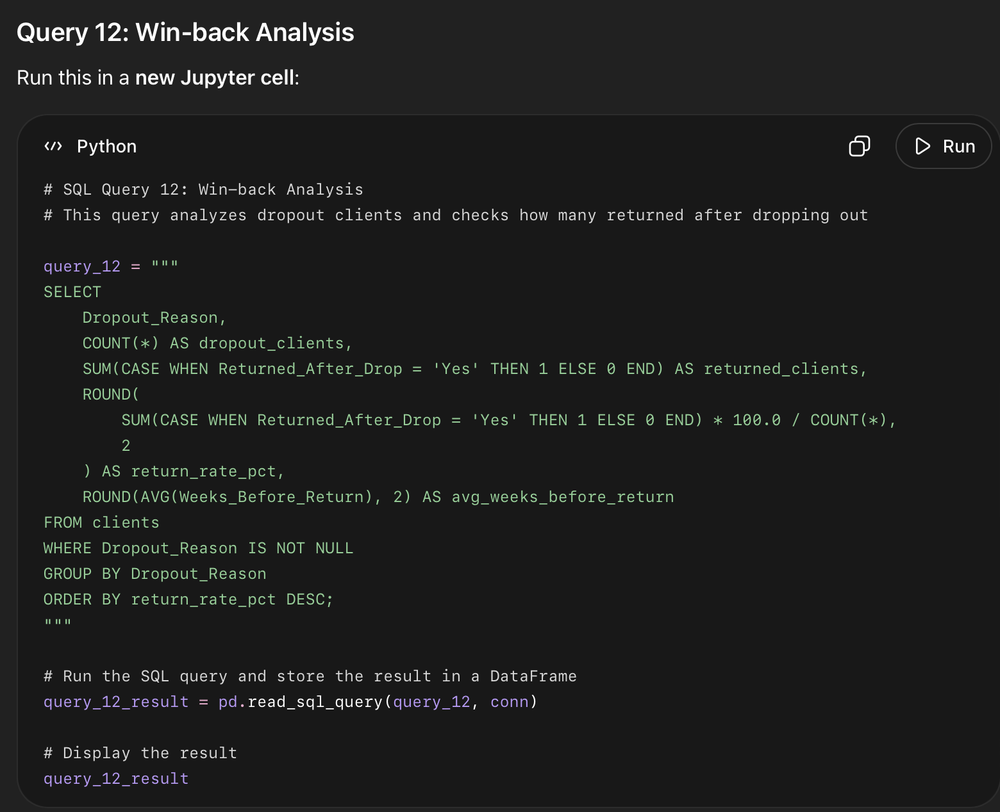 Query 12: Win-back Analysis
Run this in a new Jupyter cell:
Python
Run
# SQL Query 12: Win-back Analysis
# This query analyzes dropout clients and checks how many returned after dropping out
query_12 = """
SELECT
    Dropout_Reason,
    COUNT(*) AS dropout_clients,
    SUM(CASE WHEN Returned_After_Drop = 'Yes' THEN 1 ELSE 0 END) AS returned_clients,
    ROUND(
        SUM(CASE WHEN Returned_After_Drop = 'Yes' THEN 1 ELSE 0 END) * 100.0 / COUNT(*),
        2
    ) AS return_rate_pct,
    ROUND(AVG(Weeks_Before_Return), 2) AS avg_weeks_before_return
FROM clients
WHERE Dropout_Reason IS NOT NULL
GROUP BY Dropout_Reason
ORDER BY return_rate_pct DESC;
"""
# Run the SQL query and store the result in a DataFrame
query_12_result = pd.read_sql_query(query_12, conn)
# Display the result
query_12_result